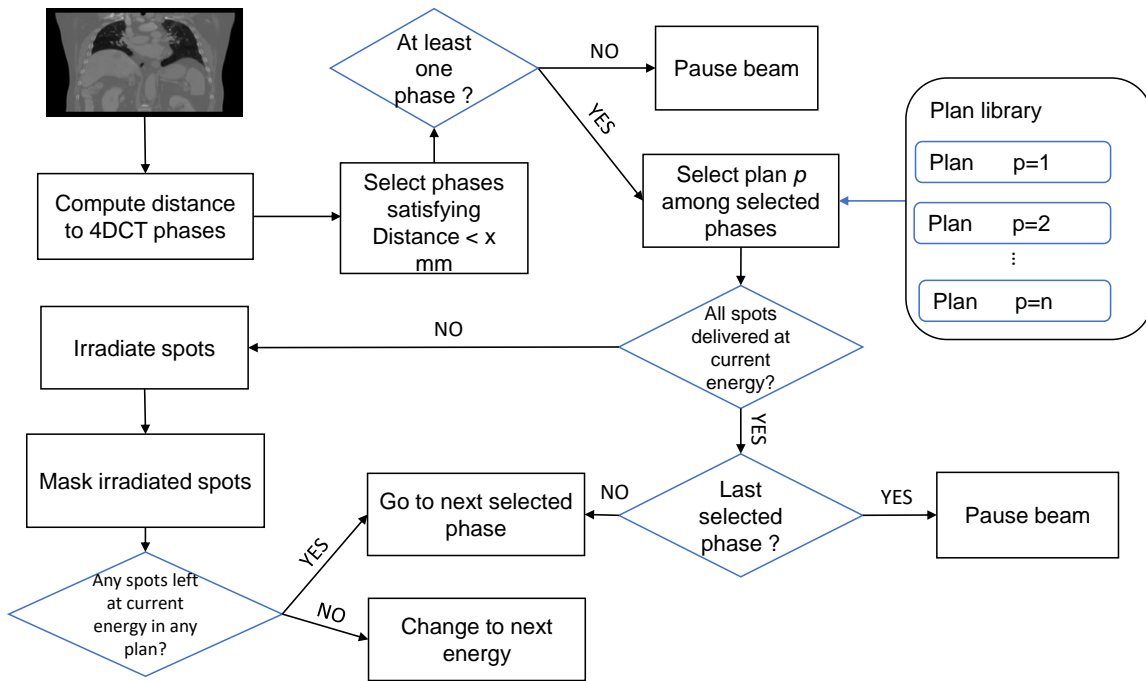 At least
one
phase ?
NO
Pause beam
YES
Plan library
Plan p=1
Plan p=2
...
Plan p=n
Compute distance
to 4DCT phases
Select phases
satisfying
Distance < x
mm
Select plan p
among selected
phases
All spots
delivered at
current
energy?
NO
Irradiate spots
YES
Mask irradiated spots
Go to next selected
phase
NO
Last
selected
phase ?
YES
Pause beam
Any spots left
at current
energy in any
plan?
YES
NO
Change to next
energy